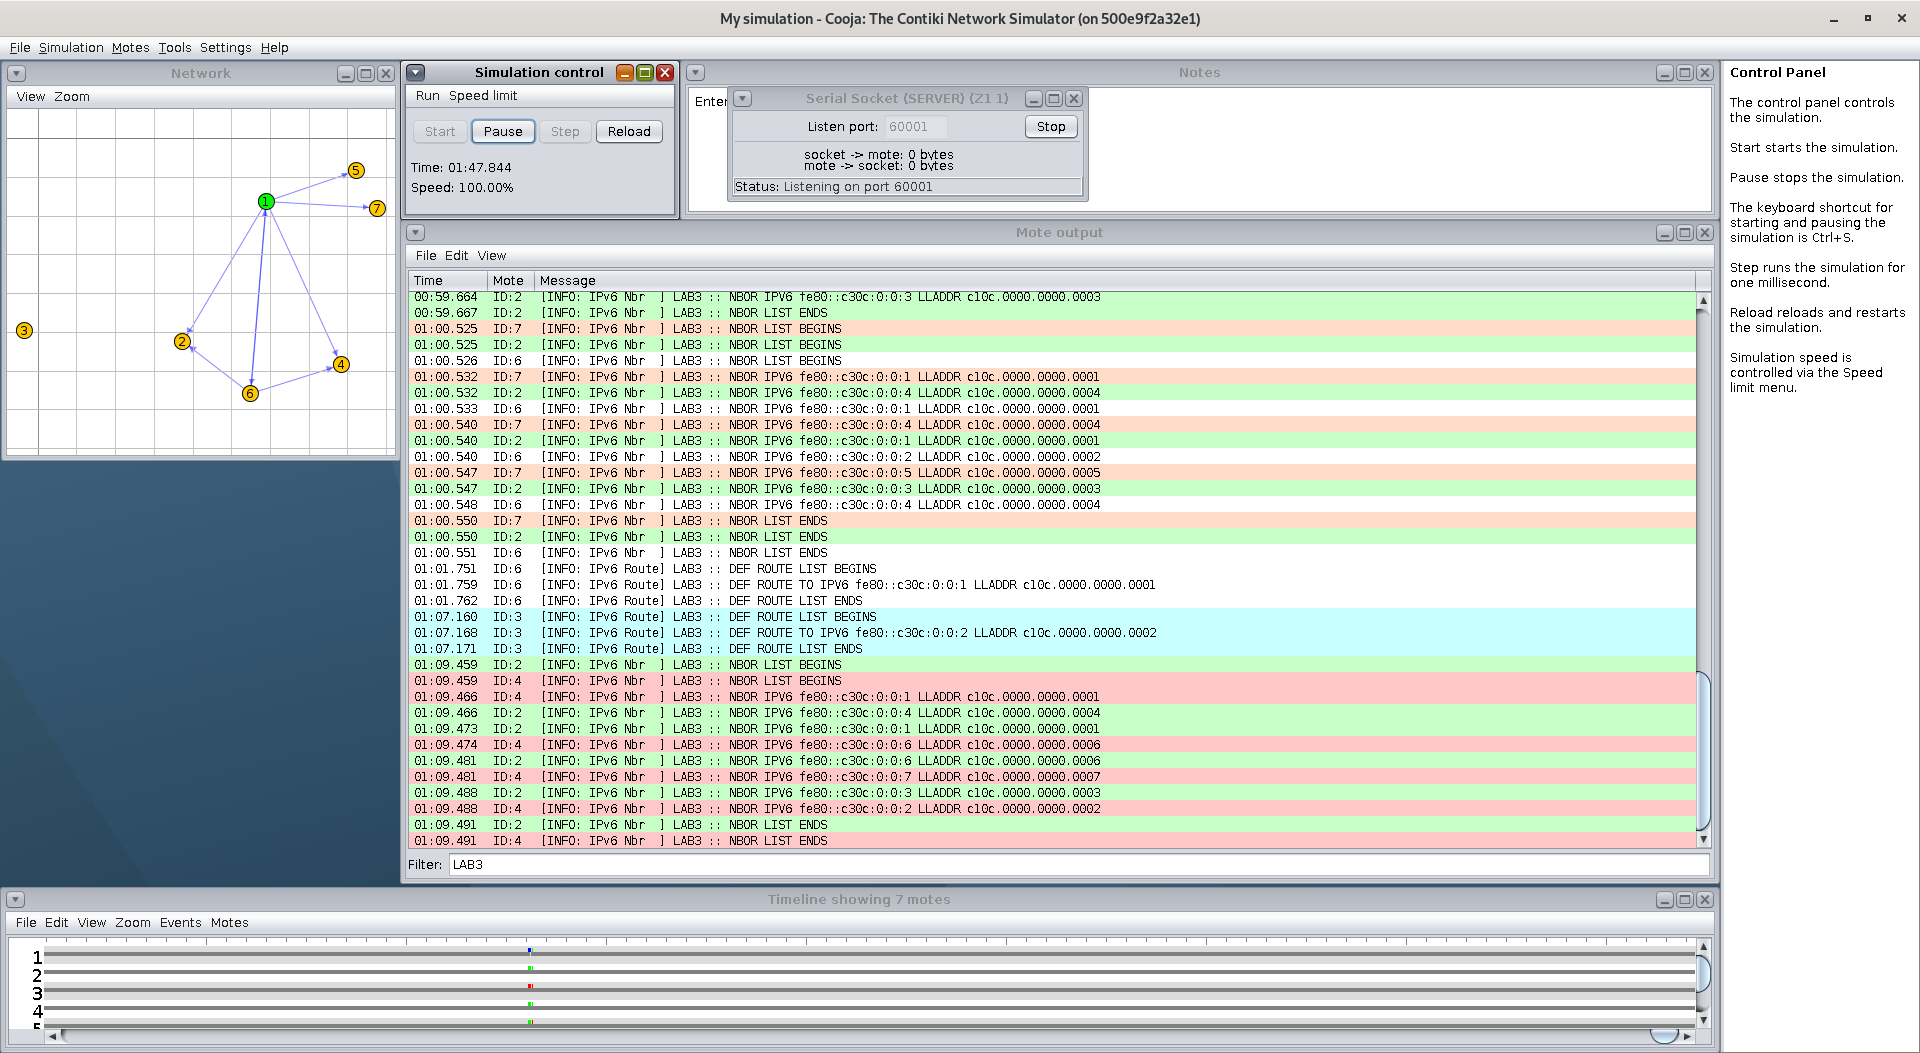 My simulation - Cooja: The Contiki Network Simulator (on 500e9f2a32e1)
File Simulation Motes Tools Settings Help
Network
View Zoom
1
5
7
3
2
4
6
Simulation control
Run Speed limit
Start Pause Step Reload
Time: 01:47.844
Speed: 100.00%
Notes
Enter
Serial Socket (SERVER) (Z1 1)
Listen port: 60001 Stop
socket -> mote: 0 bytes
mote -> socket: 0 bytes
Status: Listening on port 60001
Mote output
File Edit View
Time Mote Message
00:59.664 ID:2 [INFO: IPv6 Nbr ] LAB3 :: NBOR IPV6 fe80::c30c:0:0:3 LLADDR c10c.0000.0000.0003
00:59.667 ID:2 [INFO: IPv6 Nbr ] LAB3 :: NBOR LIST ENDS
01:00.525 ID:7 [INFO: IPv6 Nbr ] LAB3 :: NBOR LIST BEGINS
01:00.525 ID:2 [INFO: IPv6 Nbr ] LAB3 :: NBOR LIST BEGINS
01:00.526 ID:6 [INFO: IPv6 Nbr ] LAB3 :: NBOR LIST BEGINS
01:00.532 ID:7 [INFO: IPv6 Nbr ] LAB3 :: NBOR IPV6 fe80::c30c:0:0:1 LLADDR c10c.0000.0000.0001
01:00.532 ID:2 [INFO: IPv6 Nbr ] LAB3 :: NBOR IPV6 fe80::c30c:0:0:4 LLADDR c10c.0000.0000.0004
01:00.533 ID:6 [INFO: IPv6 Nbr ] LAB3 :: NBOR IPV6 fe80::c30c:0:0:1 LLADDR c10c.0000.0000.0001
01:00.540 ID:7 [INFO: IPv6 Nbr ] LAB3 :: NBOR IPV6 fe80::c30c:0:0:4 LLADDR c10c.0000.0000.0004
01:00.540 ID:2 [INFO: IPv6 Nbr ] LAB3 :: NBOR IPV6 fe80::c30c:0:0:1 LLADDR c10c.0000.0000.0001
01:00.540 ID:6 [INFO: IPv6 Nbr ] LAB3 :: NBOR IPV6 fe80::c30c:0:0:2 LLADDR c10c.0000.0000.0002
01:00.547 ID:7 [INFO: IPv6 Nbr ] LAB3 :: NBOR IPV6 fe80::c30c:0:0:5 LLADDR c10c.0000.0000.0005
01:00.547 ID:2 [INFO: IPv6 Nbr ] LAB3 :: NBOR IPV6 fe80::c30c:0:0:3 LLADDR c10c.0000.0000.0003
01:00.548 ID:6 [INFO: IPv6 Nbr ] LAB3 :: NBOR IPV6 fe80::c30c:0:0:4 LLADDR c10c.0000.0000.0004
01:00.550 ID:7 [INFO: IPv6 Nbr ] LAB3 :: NBOR LIST ENDS
01:00.550 ID:2 [INFO: IPv6 Nbr ] LAB3 :: NBOR LIST ENDS
01:00.551 ID:6 [INFO: IPv6 Nbr ] LAB3 :: NBOR LIST ENDS
01:01.751 ID:6 [INFO: IPv6 Route] LAB3 :: DEF ROUTE LIST BEGINS
01:01.759 ID:6 [INFO: IPv6 Route] LAB3 :: DEF ROUTE TO IPV6 fe80::c30c:0:0:1 LLADDR c10c.0000.0000.0001
01:01.762 ID:6 [INFO: IPv6 Route] LAB3 :: DEF ROUTE LIST ENDS
01:07.160 ID:3 [INFO: IPv6 Route] LAB3 :: DEF ROUTE LIST BEGINS
01:07.168 ID:3 [INFO: IPv6 Route] LAB3 :: DEF ROUTE TO IPV6 fe80::c30c:0:0:2 LLADDR c10c.0000.0000.0002
01:07.171 ID:3 [INFO: IPv6 Route] LAB3 :: DEF ROUTE LIST ENDS
01:09.459 ID:2 [INFO: IPv6 Nbr ] LAB3 :: NBOR LIST BEGINS
01:09.459 ID:4 [INFO: IPv6 Nbr ] LAB3 :: NBOR LIST BEGINS
01:09.466 ID:4 [INFO: IPv6 Nbr ] LAB3 :: NBOR IPV6 fe80::c30c:0:0:1 LLADDR c10c.0000.0000.0001
01:09.466 ID:2 [INFO: IPv6 Nbr ] LAB3 :: NBOR IPV6 fe80::c30c:0:0:4 LLADDR c10c.0000.0000.0004
01:09.473 ID:2 [INFO: IPv6 Nbr ] LAB3 :: NBOR IPV6 fe80::c30c:0:0:1 LLADDR c10c.0000.0000.0001
01:09.474 ID:4 [INFO: IPv6 Nbr ] LAB3 :: NBOR IPV6 fe80::c30c:0:0:6 LLADDR c10c.0000.0000.0006
01:09.481 ID:2 [INFO: IPv6 Nbr ] LAB3 :: NBOR IPV6 fe80::c30c:0:0:6 LLADDR c10c.0000.0000.0006
01:09.481 ID:4 [INFO: IPv6 Nbr ] LAB3 :: NBOR IPV6 fe80::c30c:0:0:7 LLADDR c10c.0000.0000.0007
01:09.488 ID:2 [INFO: IPv6 Nbr ] LAB3 :: NBOR IPV6 fe80::c30c:0:0:3 LLADDR c10c.0000.0000.0003
01:09.488 ID:4 [INFO: IPv6 Nbr ] LAB3 :: NBOR IPV6 fe80::c30c:0:0:2 LLADDR c10c.0000.0000.0002
01:09.491 ID:2 [INFO: IPv6 Nbr ] LAB3 :: NBOR LIST ENDS
01:09.491 ID:4 [INFO: IPv6 Nbr ] LAB3 :: NBOR LIST ENDS
Filter: LAB3
Timeline showing 7 motes
File Edit View Zoom Events Motes
1
2
3
4
5
Control Panel
The control panel controls
the simulation.
Start starts the simulation.
Pause stops the simulation.
The keyboard shortcut for
starting and pausing the
simulation is Ctrl+S.
Step runs the simulation for
one millisecond.
Reload reloads and restarts
the simulation.
Simulation speed is
controlled via the Speed
limit menu.